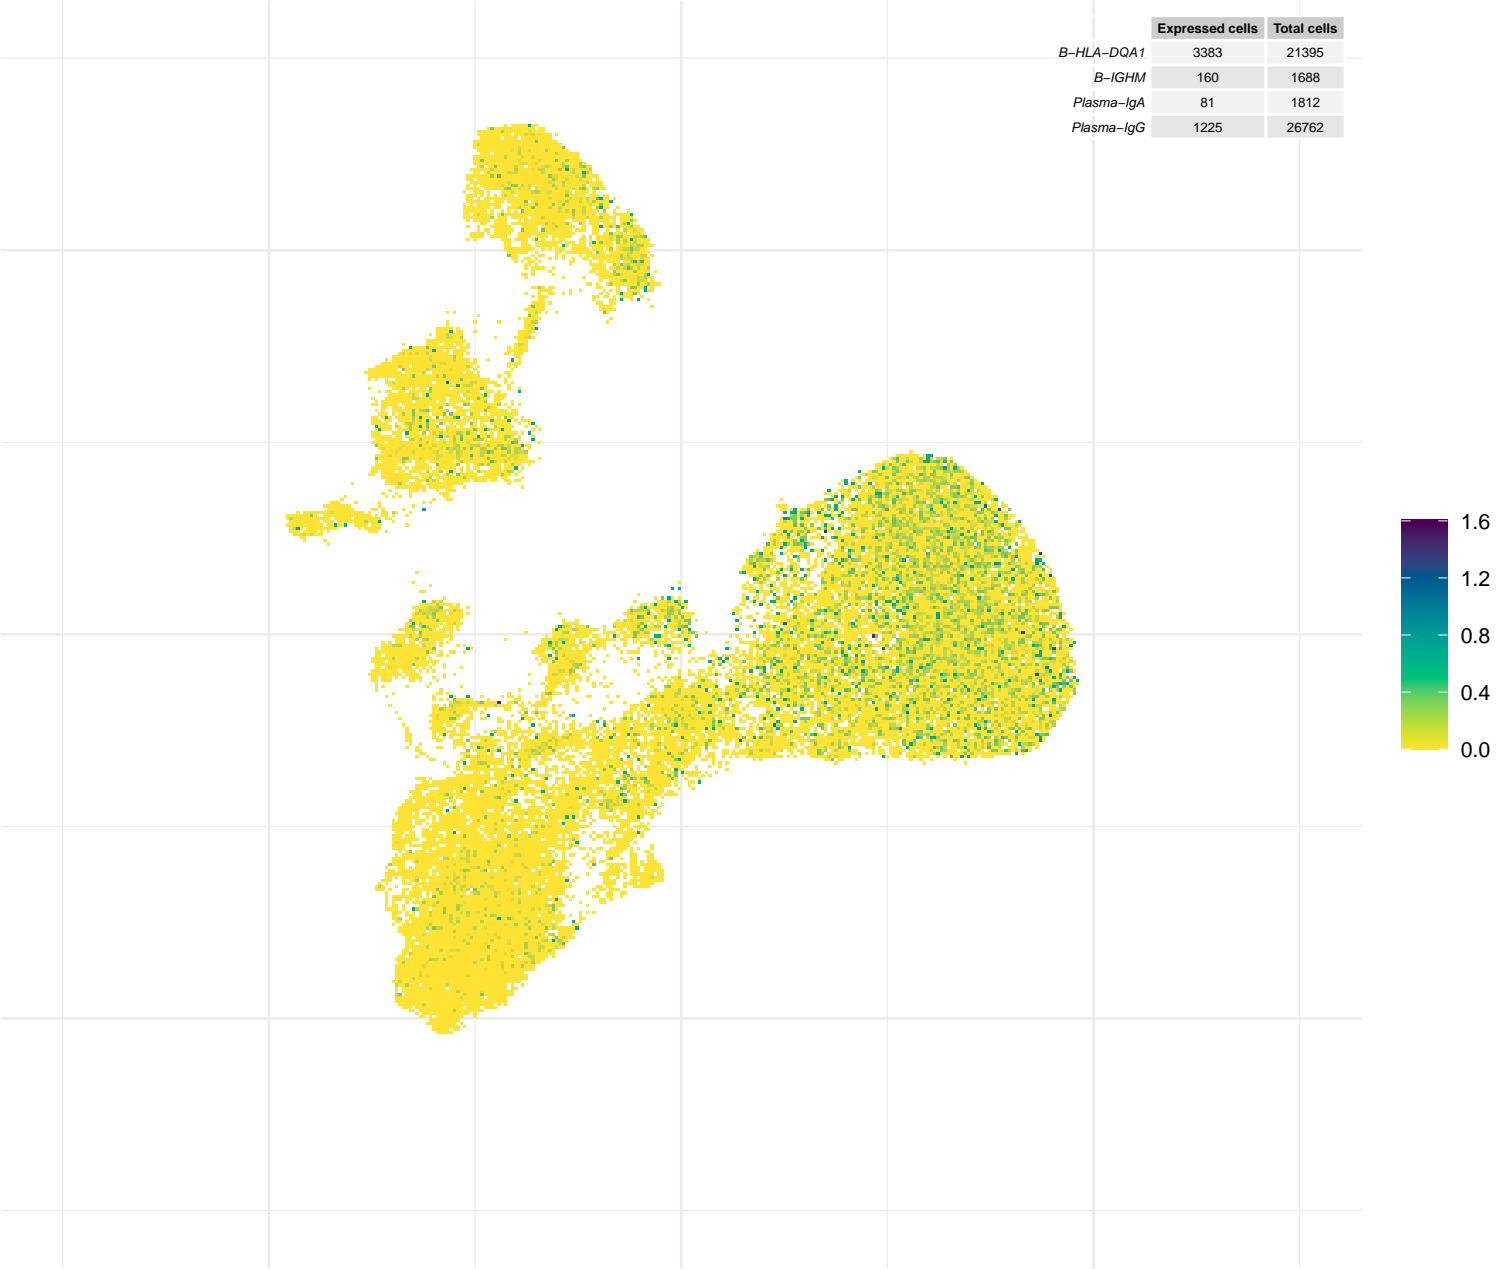 Expressed cells Total cells
B−HLA−DQA1 3383 21395
B−IGHM 160 1688
Plasma−IgA 81 1812
Plasma−IgG 1225 26762
1.6
1.2
0.8
0.4
0.0